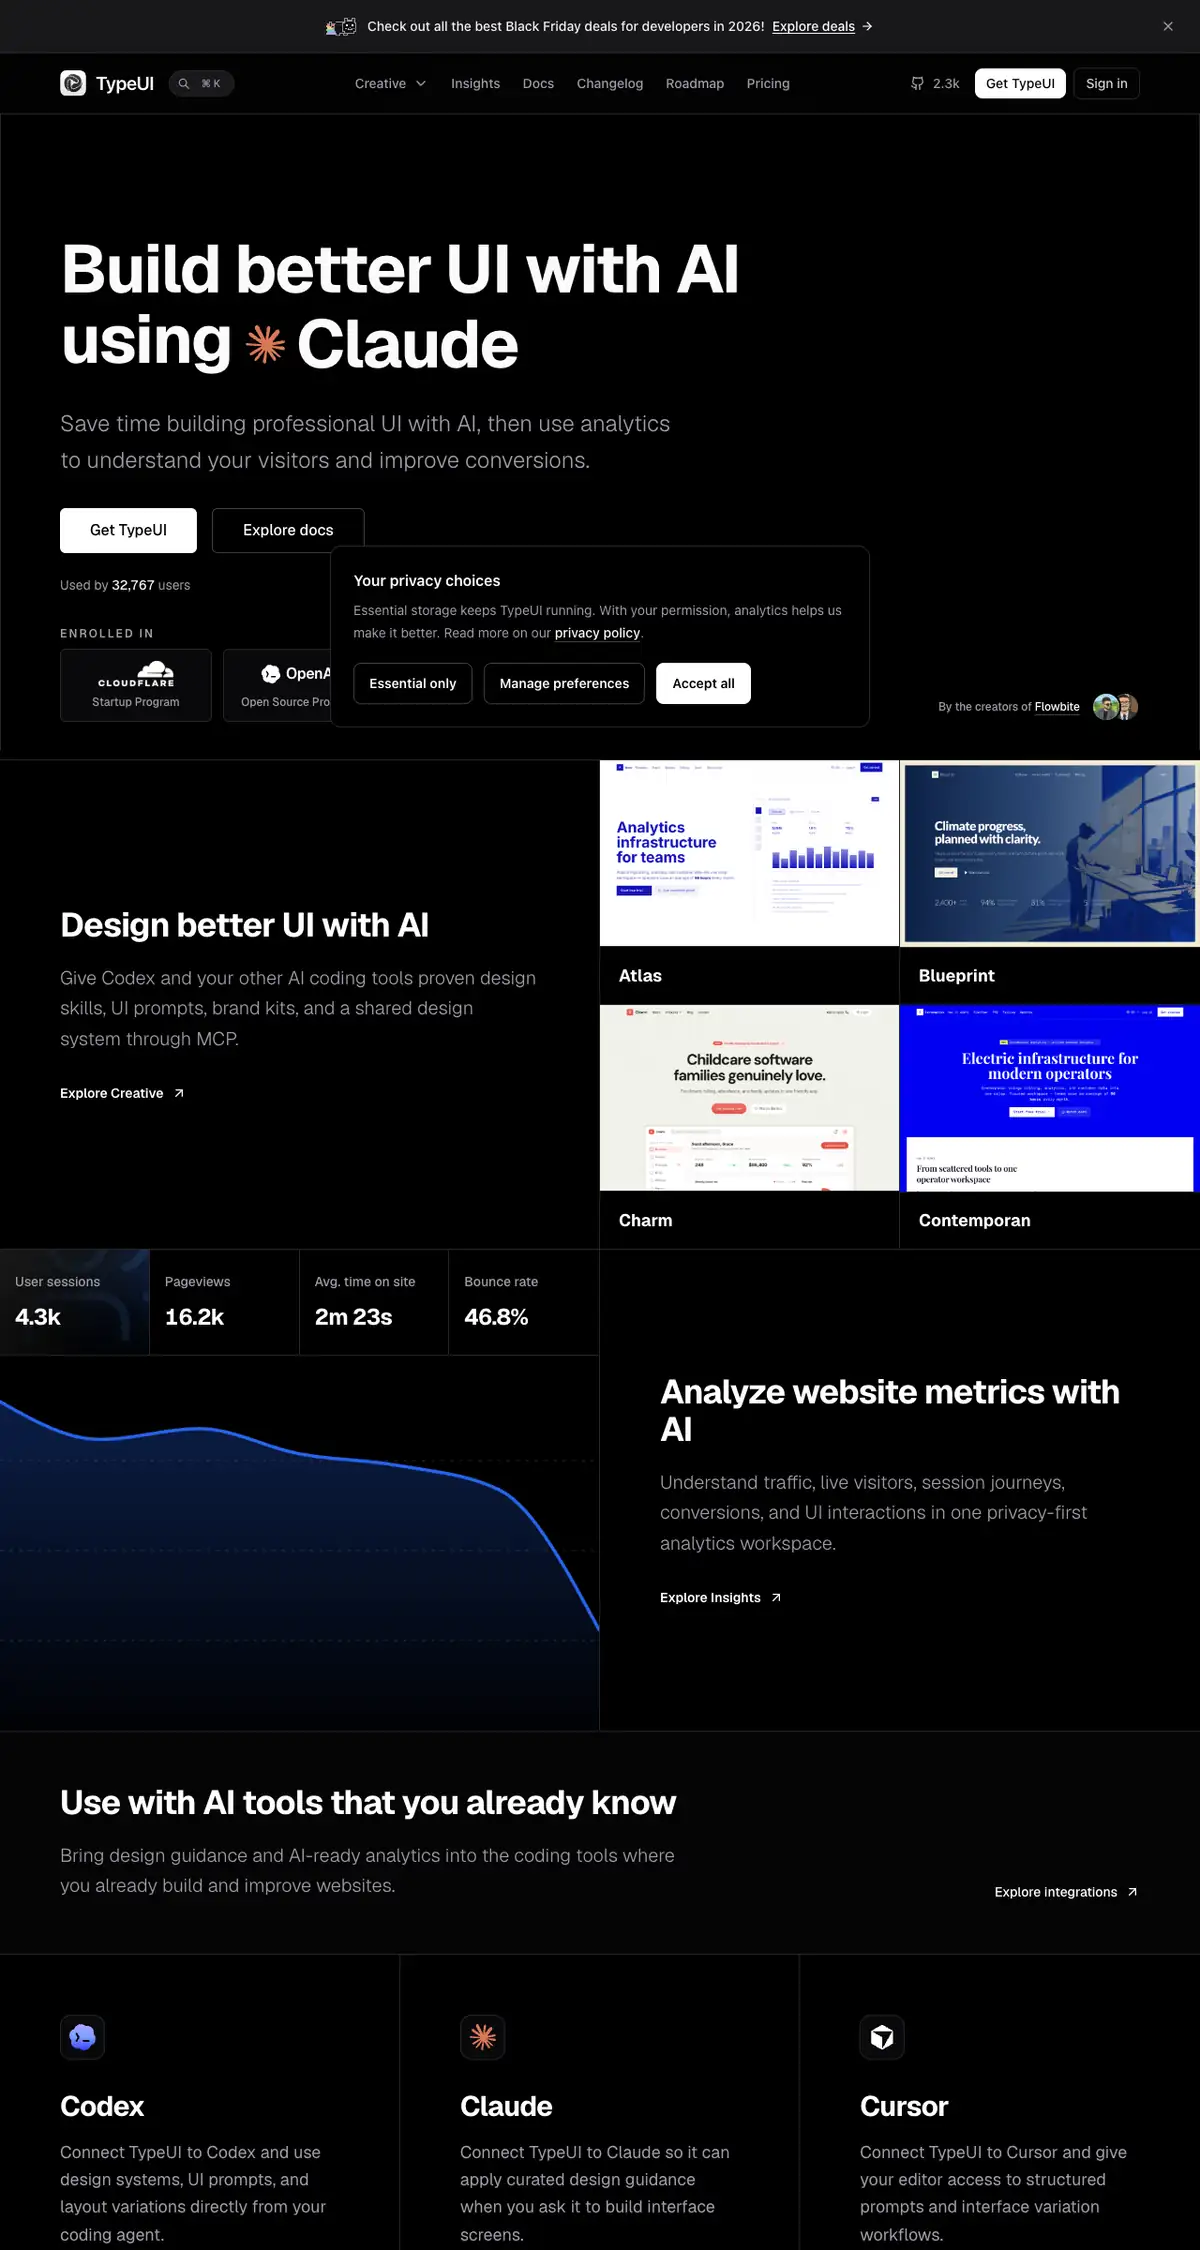 Check out all the best Black Friday deals for developers in 2026! Explore deals →
TypeUI
⌘ K
Creative
Insights
Docs
Changelog
Roadmap
Pricing
2.3k
Get TypeUI
Sign in
Build better UI with AI
using Claude
Save time building professional UI with AI, then use analytics
to understand your visitors and improve conversions.
Get TypeUI
Explore docs
Used by 32,767 users
ENROLLED IN
CLOUDFLARE
Startup Program
OpenA
Open Source Pro
Your privacy choices
Essential storage keeps TypeUI running. With your permission, analytics helps us
make it better. Read more on our privacy policy.
Essential only
Manage preferences
Accept all
By the creators of Flowbite
Design better UI with AI
Give Codex and your other AI coding tools proven design
skills, UI prompts, brand kits, and a shared design
system through MCP.
Explore Creative
Analytics
infrastructure
for teams
Atlas
Climate progress,
planned with clarity.
2,400+
94%
81%
Blueprint
Childcare software
families genuinely love.
Charm
Electric infrastructure for
modern operators
From scattered tools to one
operator workspace
Contemporan
User sessions
4.3k
Pageviews
16.2k
Avg. time on site
2m 23s
Bounce rate
46.8%
Analyze website metrics with
AI
Understand traffic, live visitors, session journeys,
conversions, and UI interactions in one privacy-first
analytics workspace.
Explore Insights
Use with AI tools that you already know
Bring design guidance and AI-ready analytics into the coding tools where
you already build and improve websites.
Explore integrations
Codex
Connect TypeUI to Codex and use
design systems, UI prompts, and
layout variations directly from your
coding agent.
Claude
Connect TypeUI to Claude so it can
apply curated design guidance
when you ask it to build interface
screens.
Cursor
Connect TypeUI to Cursor and give
your editor access to structured
prompts and interface variation
workflows.